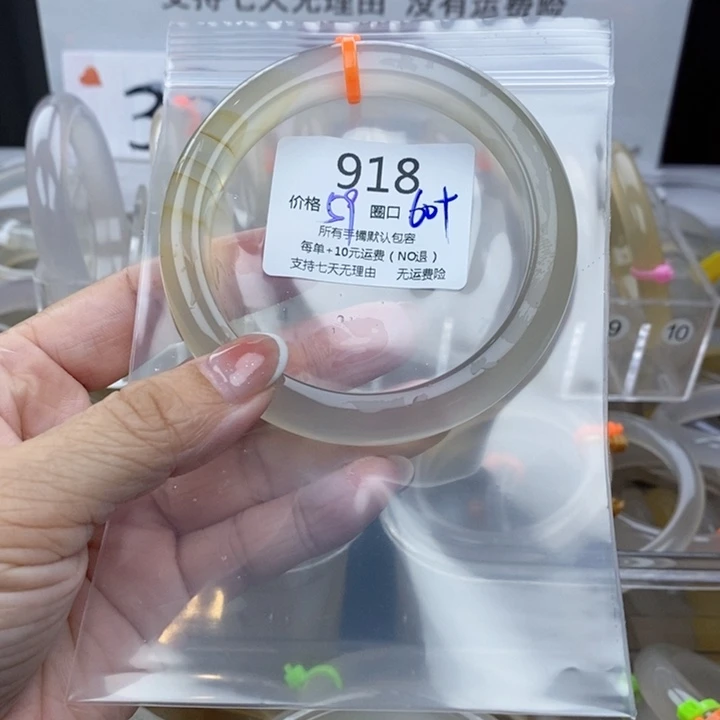 支持七天无理由 没有运费险
3
918
价格 59 圈口 60+
所有手镯默认包容
每单+10元运费（NO退）
支持七天无理由 无运费险
9 10